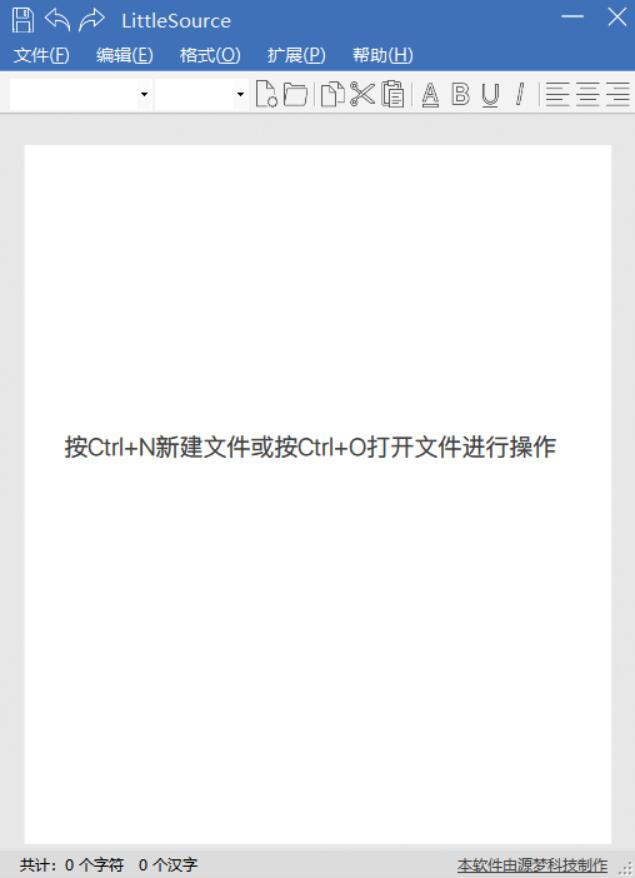 LittleSource
文件(F) 编辑(E) 格式(O) 扩展(P) 帮助(H)
A B U I
按Ctrl+N新建文件或按Ctrl+O打开文件进行操作
共计：0 个字符 0 个汉字 本软件由源梦科技制作